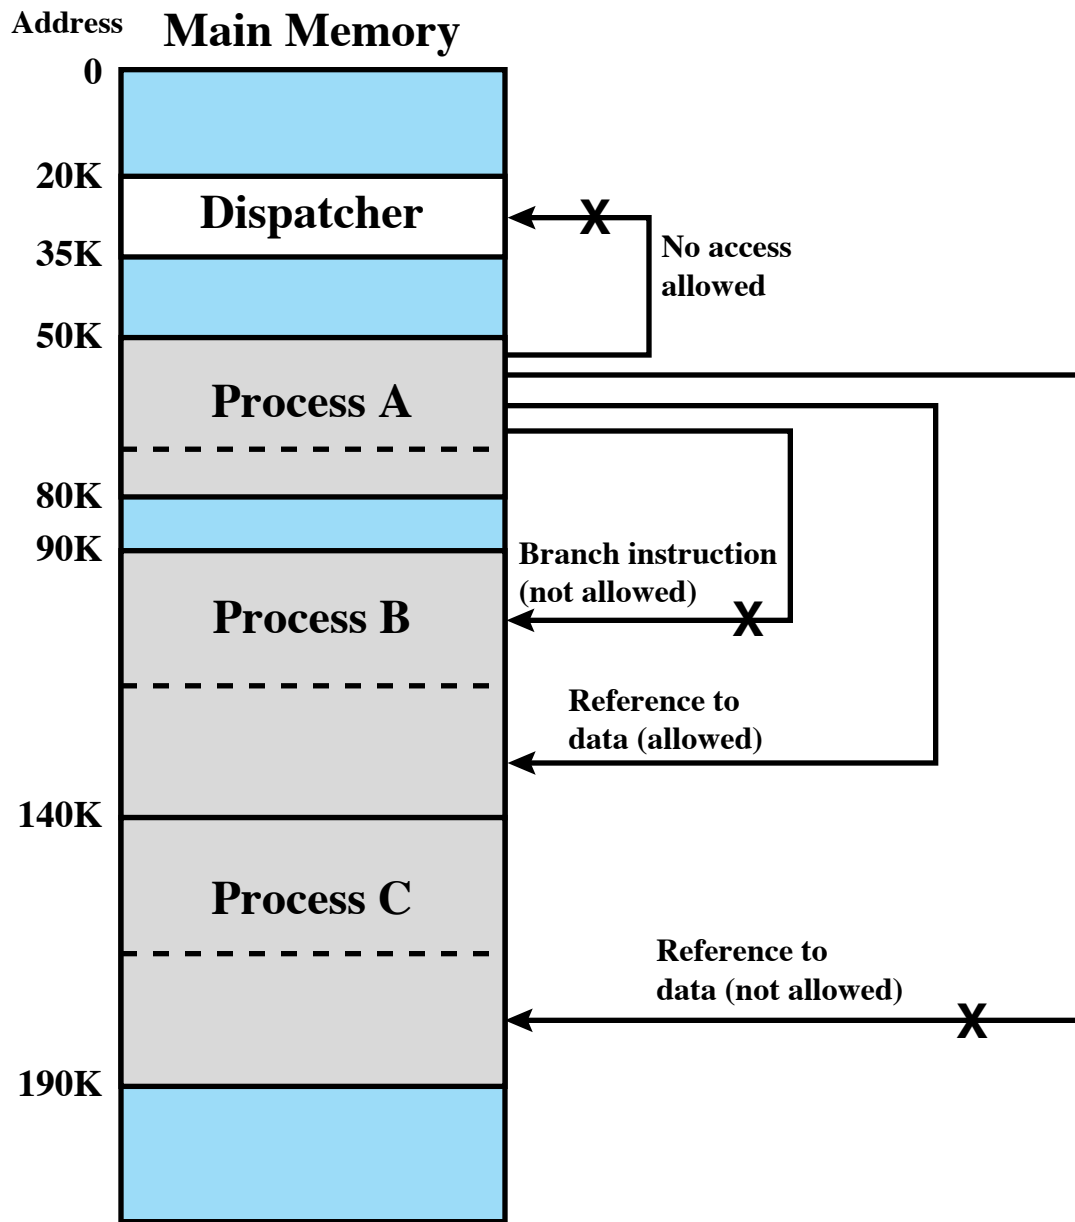 Address
Main Memory
0
20K
Dispatcher
35K
No access
allowed
50K
Process A
80K
90K
Branch instruction
(not allowed)
Process B
Reference to
data (allowed)
140K
Process C
Reference to
data (not allowed)
190K
X
X
X